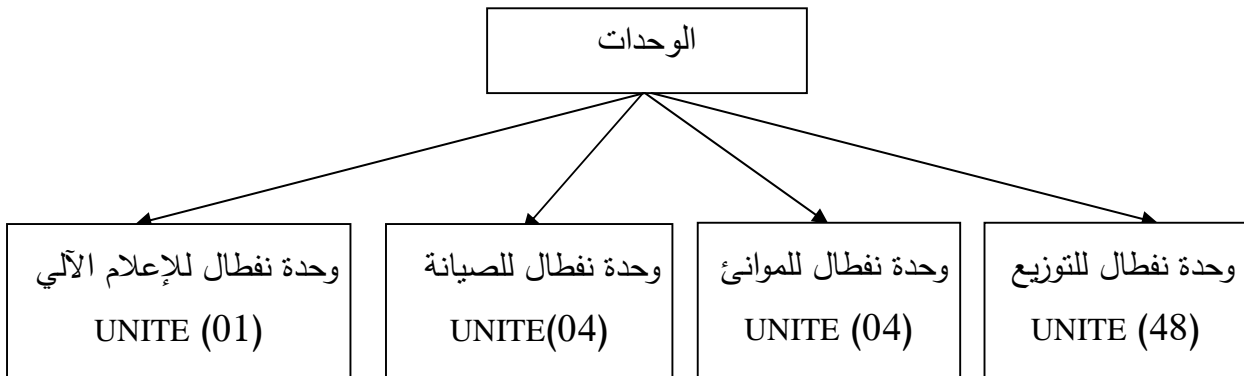 الوحدات
وحدة نفطال للتوزيع
UNITE (48)
وحدة نفطال للموانئ
UNITE (04)
وحدة نفطال للصيانة
UNITE(04)
وحدة نفطال للإعلام الآلي
UNITE (01)